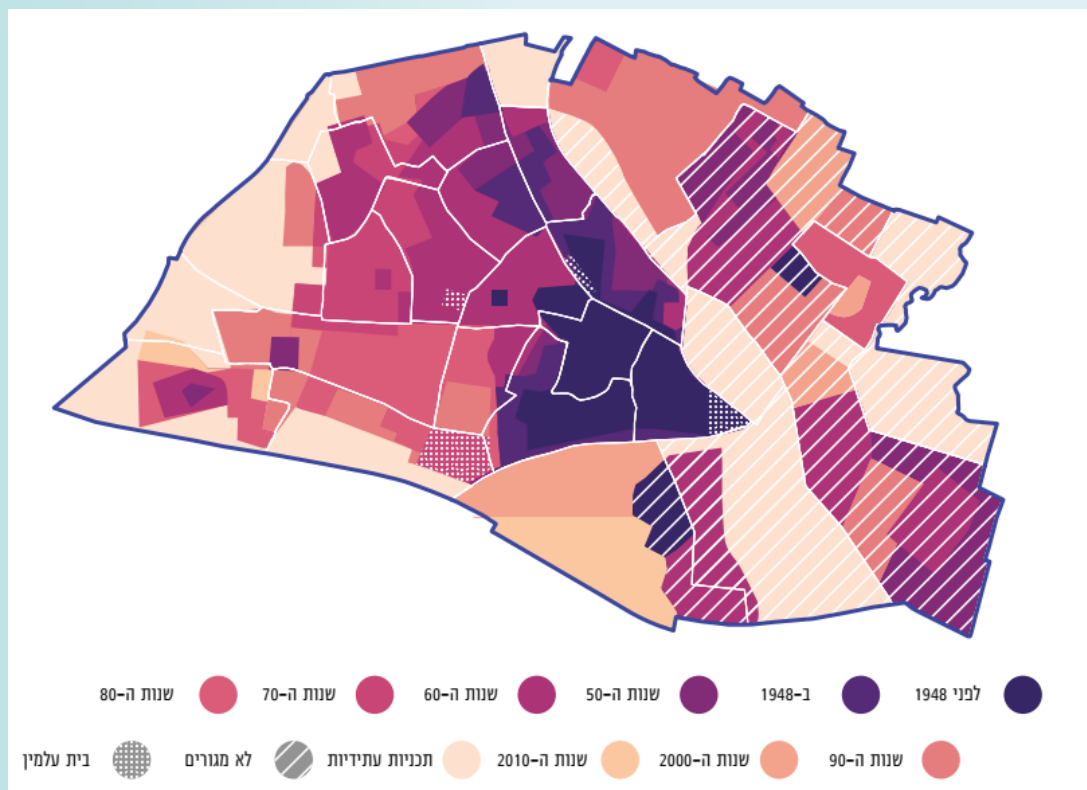 לפני 1948 ב-1948 שנות ה-50 שנות ה-60 שנות ה-70 שנות ה-80
שנות ה-90 שנות ה-2000 שנות ה-2010 תכניות עתידיות לא מגורים בית עלמין